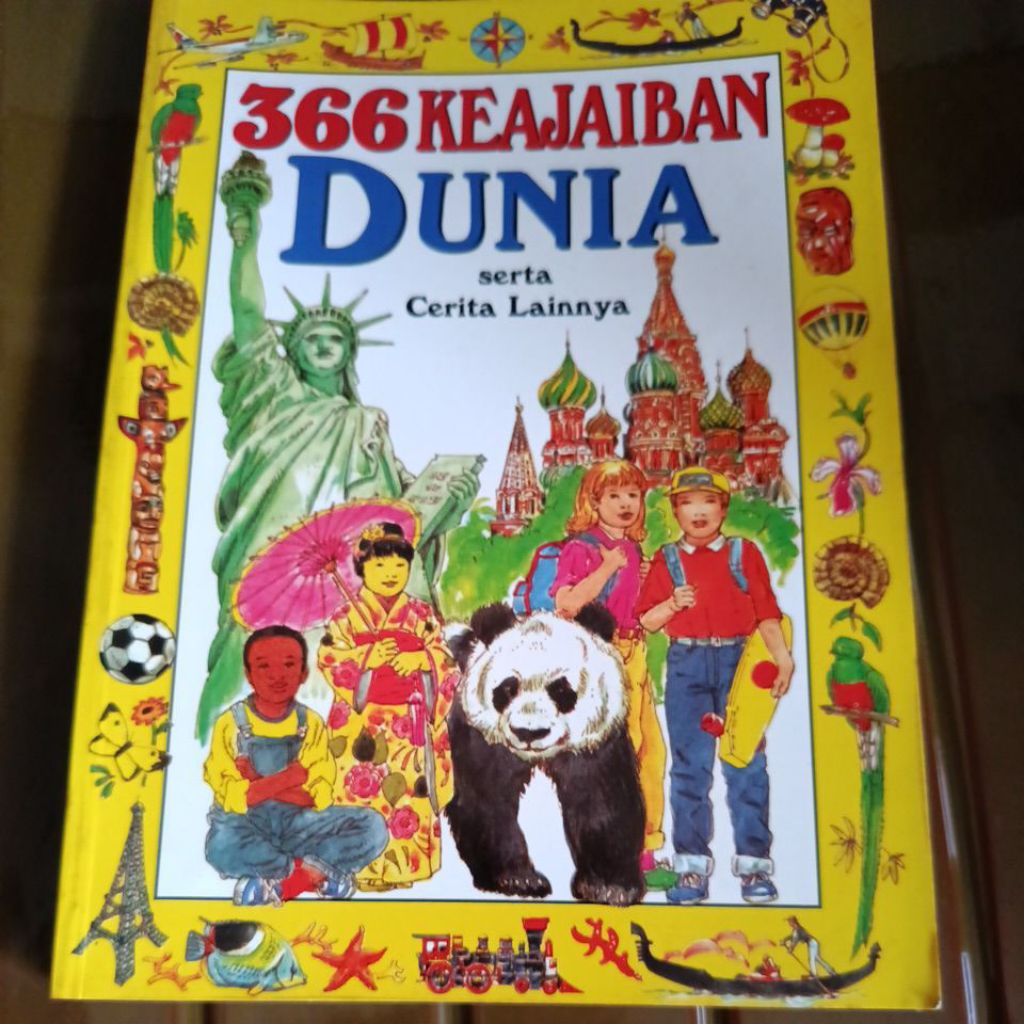 366 KEAJAIBAN
DUNIA
serta
Cerita Lainnya